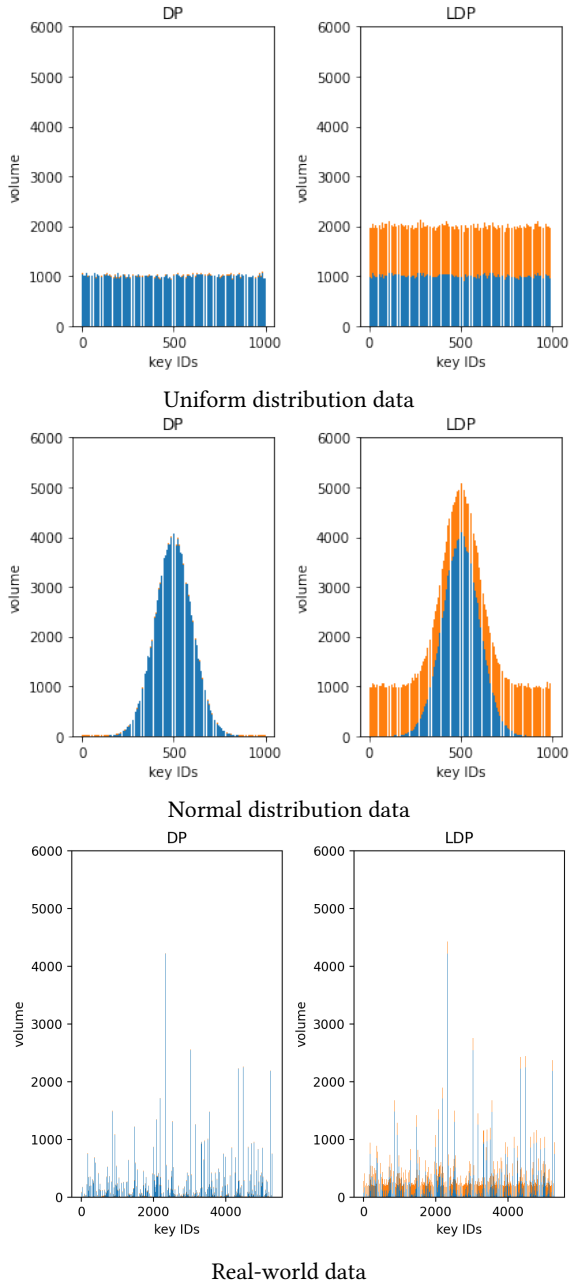 DP LDP
6000 6000
5000 5000
4000 4000
3000 3000
2000 2000
1000 1000
0 0
volume volume
0 500 1000 0 500 1000
key IDs key IDs
Uniform distribution data
DP LDP
6000 6000
5000 5000
4000 4000
3000 3000
2000 2000
1000 1000
0 0
volume volume
0 500 1000 0 500 1000
key IDs key IDs
Normal distribution data
DP LDP
6000 6000
5000 5000
4000 4000
3000 3000
2000 2000
1000 1000
0 0
volume volume
0 2000 4000 0 2000 4000
key IDs key IDs
Real-world data